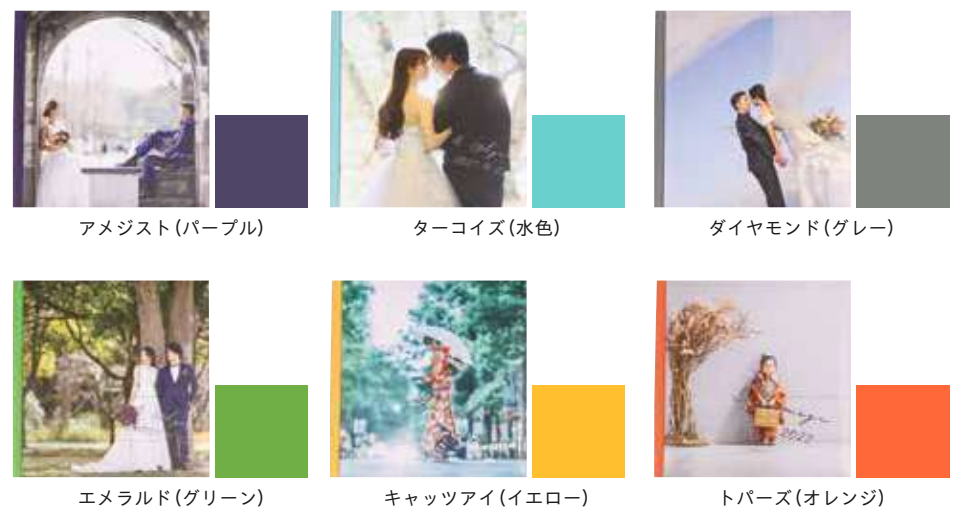 アメジスト(パープル)
ターコイズ(水色)
ダイヤモンド(グレー)
エメラルド(グリーン)
キャッツアイ(イエロー)
トパーズ(オレンジ)